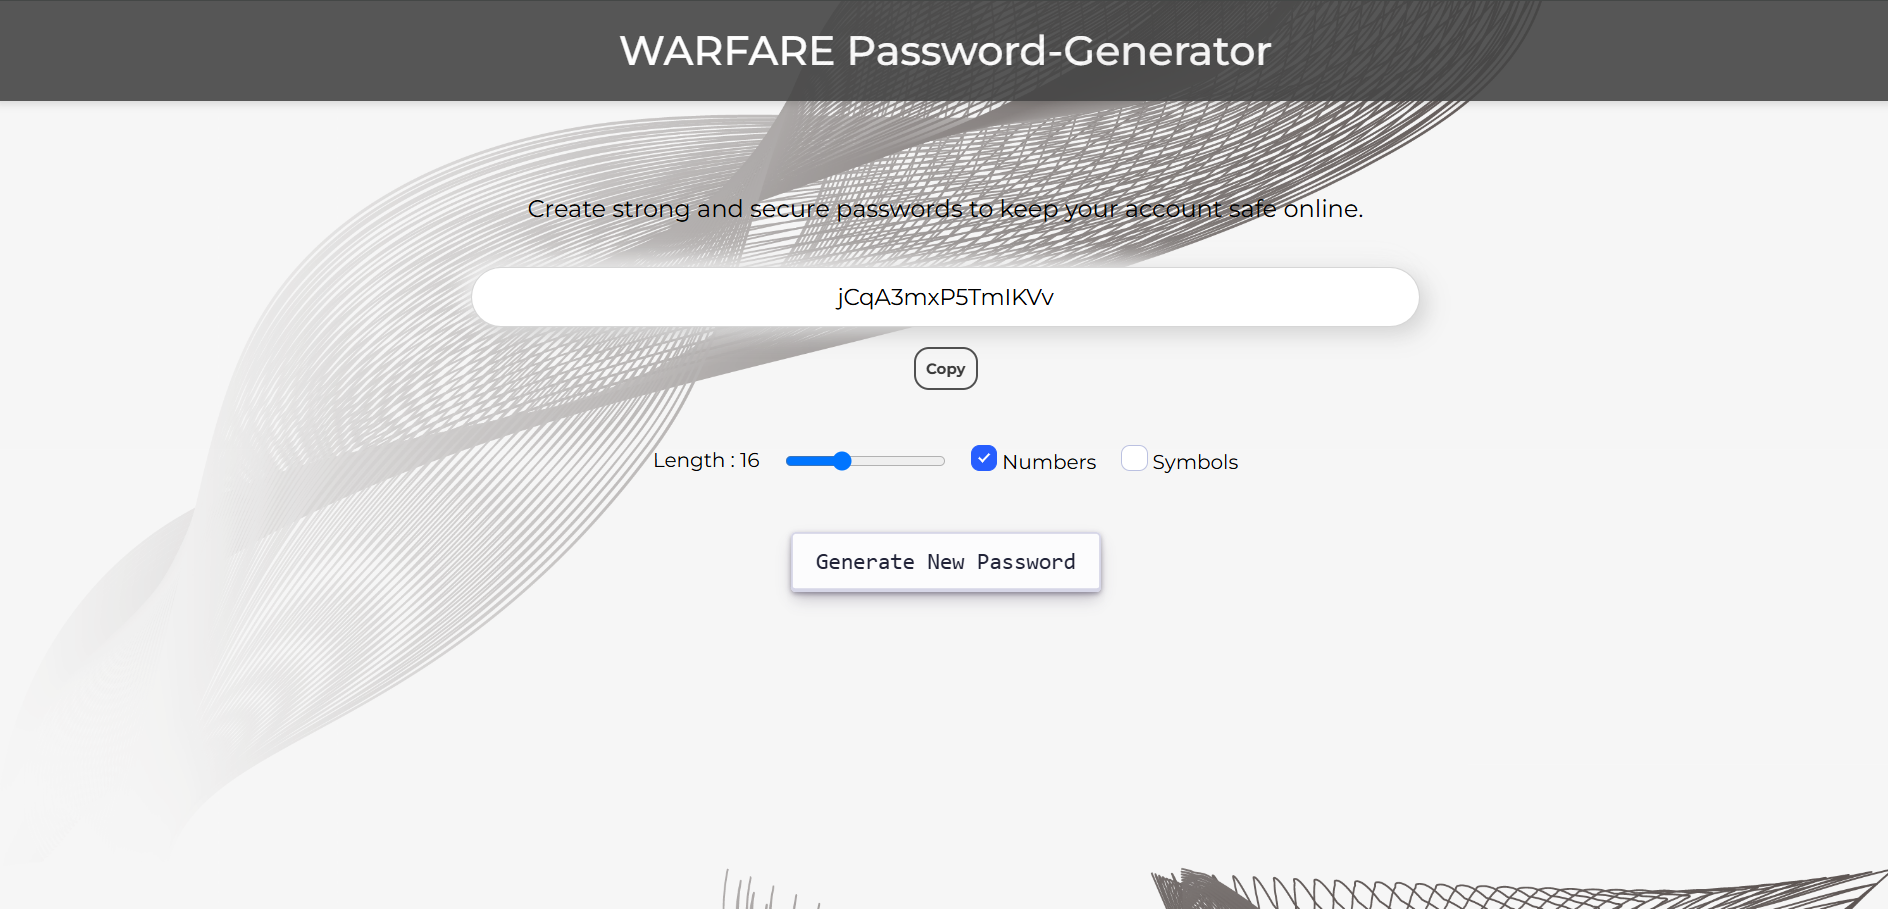 WARFARE Password-Generator
Create strong and secure passwords to keep your account safe online.
jCqA3mxP5TmIKVv
Copy
Length : 16 Numbers Symbols
Generate New Password